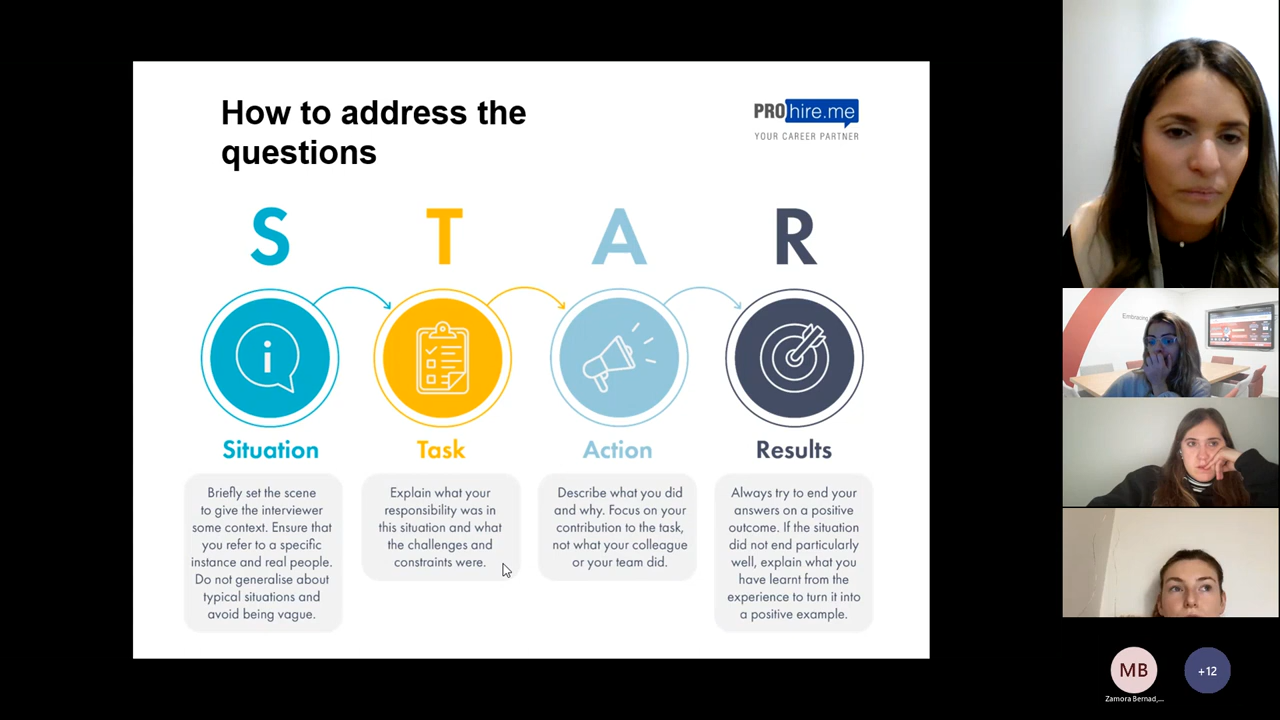 How to address the
questions
PROhire.me
YOUR CAREER PARTNER
S
T
A
R
Situation
Briefly set the scene
to give the interviewer
some context. Ensure that
you refer to a specific
instance and real people.
Do not generalise about
typical situations and
avoid being vague.
Task
Explain what your
responsibility was in
this situation and what
the challenges and
constraints were.
Action
Describe what you did
and why. Focus on your
contribution to the task,
not what your colleague
or your team did.
Results
Always try to end your
answers on a positive
outcome. If the situation
did not end particularly
well, explain what you
have learnt from the
experience to turn it into
a positive example.
Embracing
MB
Zamora Bernad,...
+12